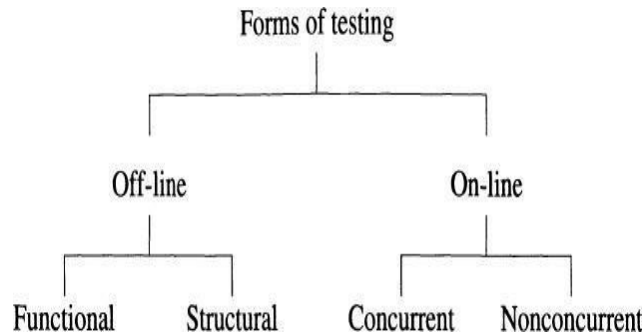 Forms of testing
Off-line On-line
Functional Structural Concurrent Nonconcurrent